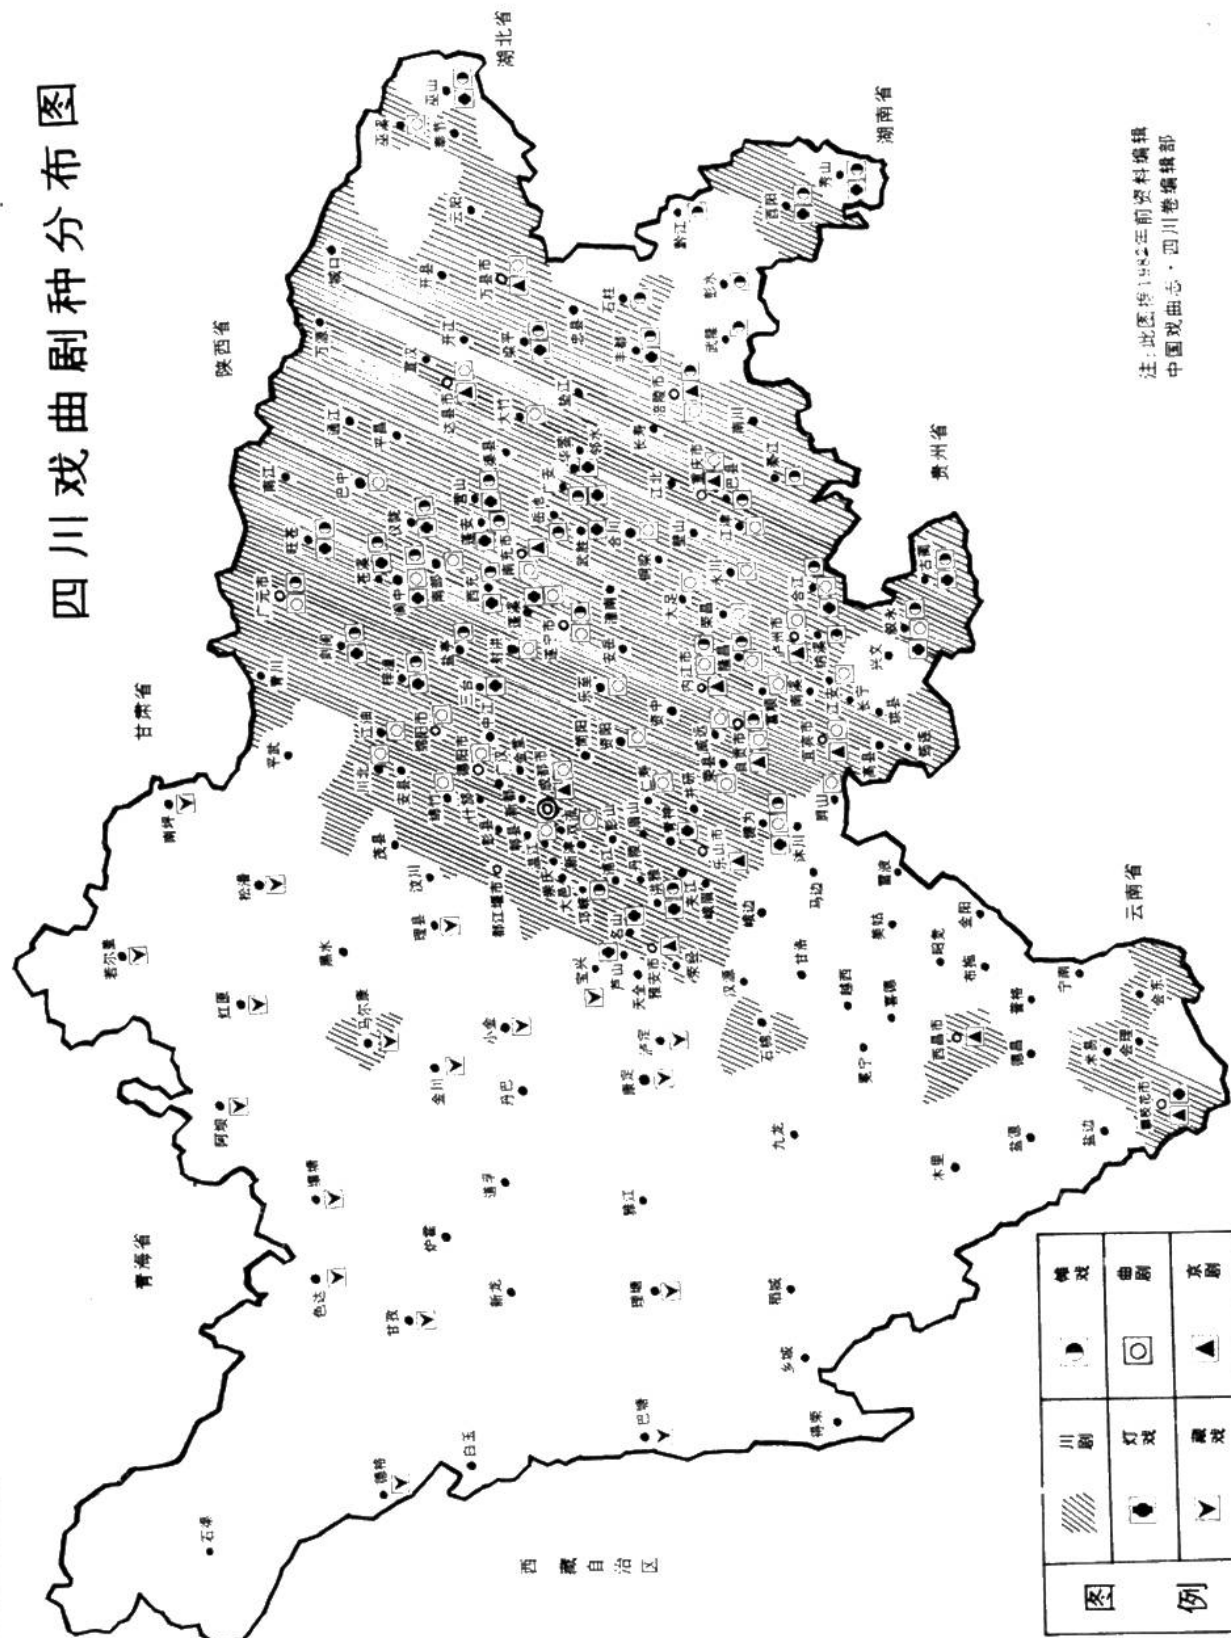 四川戏曲剧种分布图
青海省
甘肃省
陕西省
湖北省
湖南省
贵州省
云南省
西藏自治区
石渠
德格
白玉
巴塘
得荣
乡城
稻城
理塘
新龙
甘孜
色达
炉霍
道孚
雅江
九龙
木里
盐源
盐边
壤塘
阿坝
红原
若尔盖
松潘
南坪
黑水
马尔康
金川
小金
丹巴
康定
泸定
理县
汶川
茂县
宝兴
芦山
天全
名山
雅安市
荥经
汉源
石棉
甘洛
越西
喜德
冕宁
西昌市
德昌
普格
昭觉
布拖
金阳
美姑
雷波
马边
峨边
宁南
会东
会理
米易
攀枝花市
平武
青川
广元市
旺苍
南江
通江
万源
城口
巫溪
巫山
奉节
云阳
开县
万县市
开江
宣汉
达县市
平昌
巴中
仪陇
苍溪
阆中
南部
剑阁
梓潼
江油
川北
安县
绵阳市
绵竹
德阳市
什邡
广汉
中江
三台
盐亭
射洪
蓬溪
遂宁市
西充
南充市
蓬安
营山
渠县
大竹
梁平
忠县
石柱
丰都
垫江
邻水
华蓥
广安
岳池
武胜
合川
潼南
铜梁
安岳
乐至
简阳
资阳
资中
金堂
成都市
新都
彭县
郫县
温江
都江堰市
崇庆
大邑
邛崃
双流
新津
蒲江
彭山
眉山
丹棱
洪雅
夹江
青神
仁寿
井研
峨眉
乐山市
犍为
沐川
屏山
荣县
威远
自贡市
内江市
隆昌
富顺
荣昌
大足
永川
璧山
江北
重庆市
巴县
江津
綦江
长寿
涪陵市
南川
武隆
彭水
黔江
酉阳
秀山
泸州市
合江
纳溪
南溪
江安
长宁
宜宾市
高县
珙县
筠连
兴文
叙永
古蔺
图例
川剧
傩戏
灯戏
曲剧
藏戏
京剧
注:此图据1982年前资料编辑
中国戏曲志·四川卷编辑部